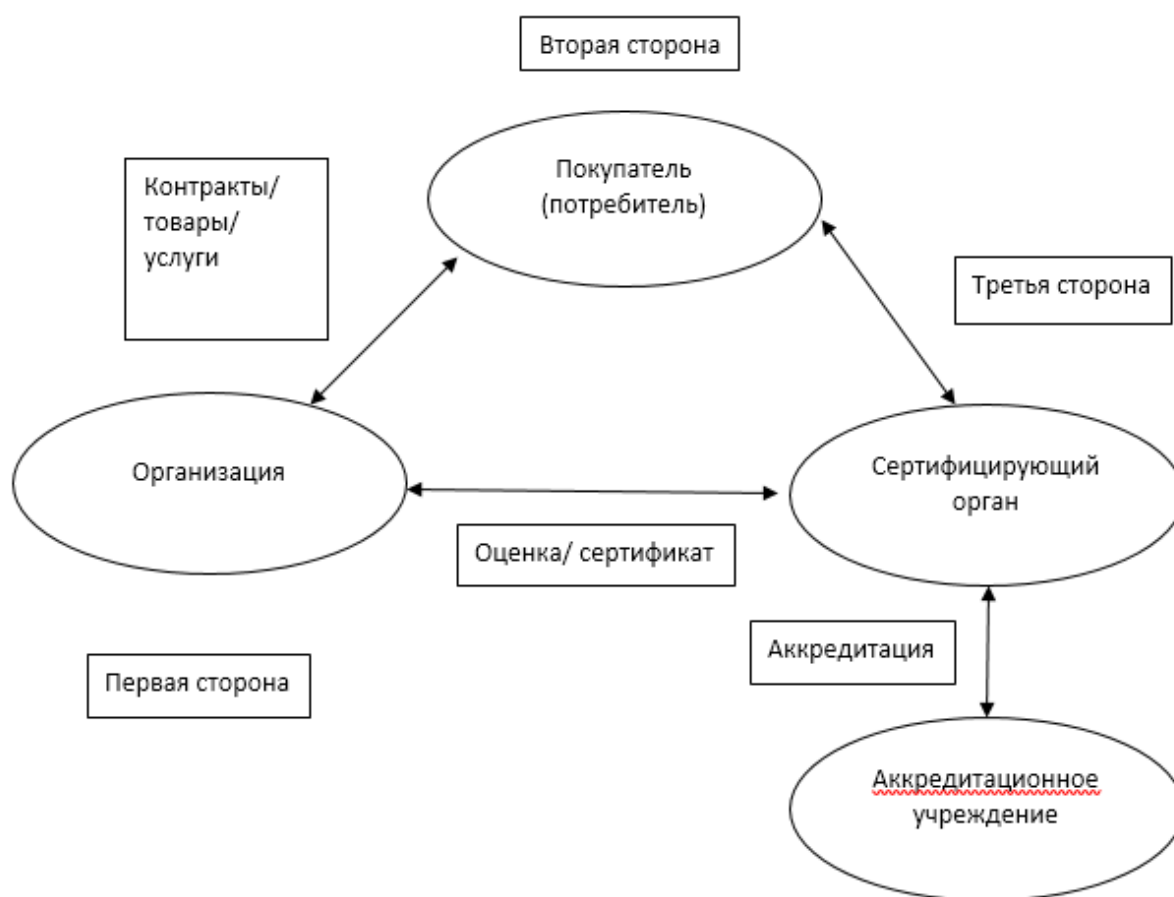 Вторая сторона
Покупатель
(потребитель)
Контракты/
товары/
услуги
Третья сторона
Организация
Сертифицирующий
орган
Оценка/ сертификат
Аккредитация
Первая сторона
Аккредитационное
учреждение